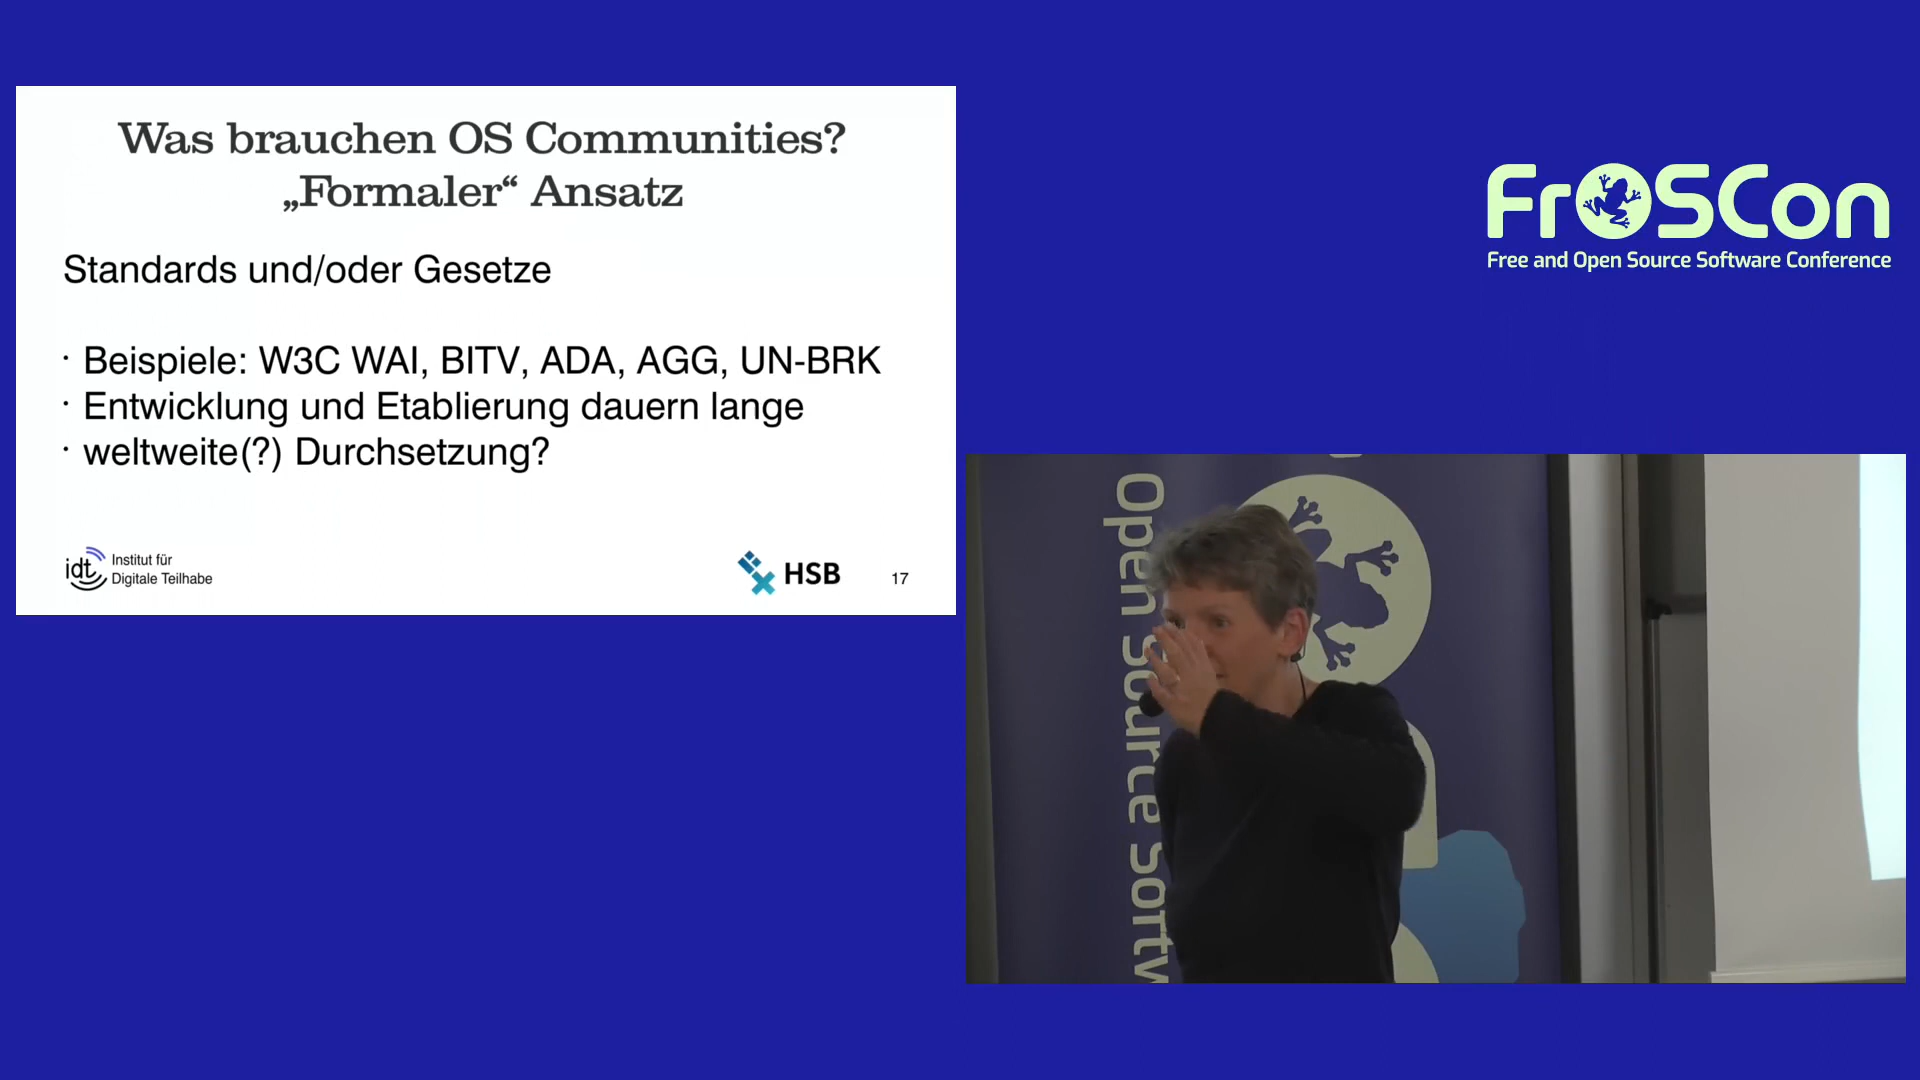 Was brauchen OS Communities?
„Formaler“ Ansatz
Standards und/oder Gesetze
· Beispiele: W3C WAI, BITV, ADA, AGG, UN-BRK
· Entwicklung und Etablierung dauern lange
· weltweite(?) Durchsetzung?
idt Institut für
Digitale Teilhabe
HSB
17
FrOSCon
Free and Open Source Software Conference
Open Source Softw